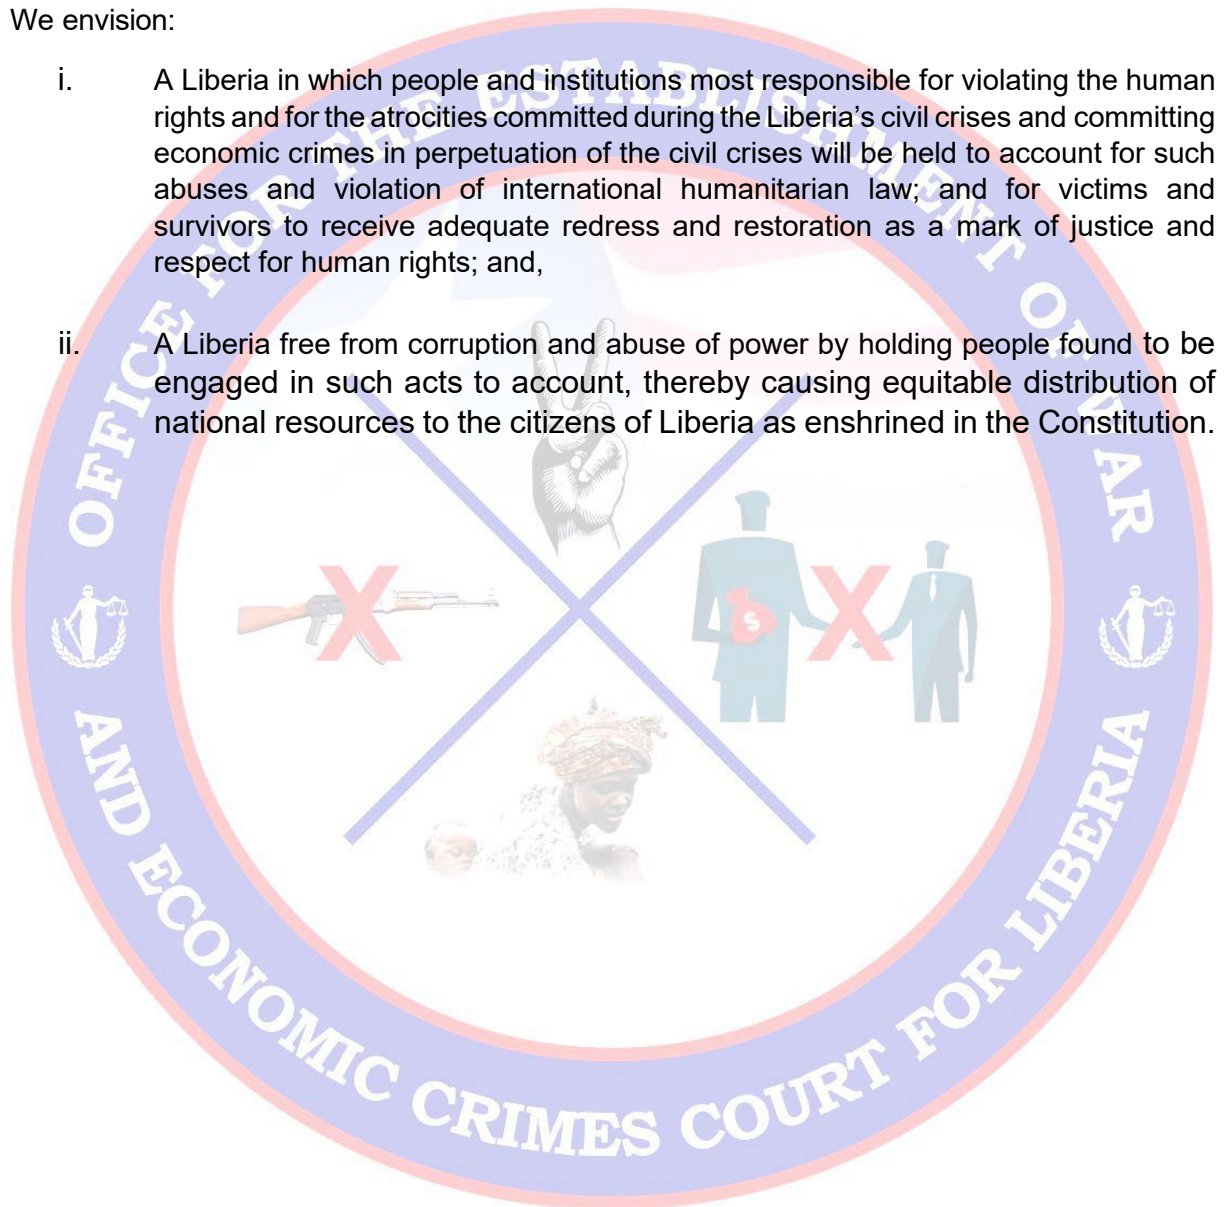 We envision:
i. A Liberia in which people and institutions most responsible for violating the human
rights and for the atrocities committed during the Liberia’s civil crises and committing
economic crimes in perpetuation of the civil crises will be held to account for such
abuses and violation of international humanitarian law; and for victims and
survivors to receive adequate redress and restoration as a mark of justice and
respect for human rights; and,
ii. A Liberia free from corruption and abuse of power by holding people found to be
engaged in such acts to account, thereby causing equitable distribution of
national resources to the citizens of Liberia as enshrined in the Constitution.
OFFICE FOR THE ESTABLISHMENT OF WAR
AND ECONOMIC CRIMES COURT FOR LIBERIA
X
X
$